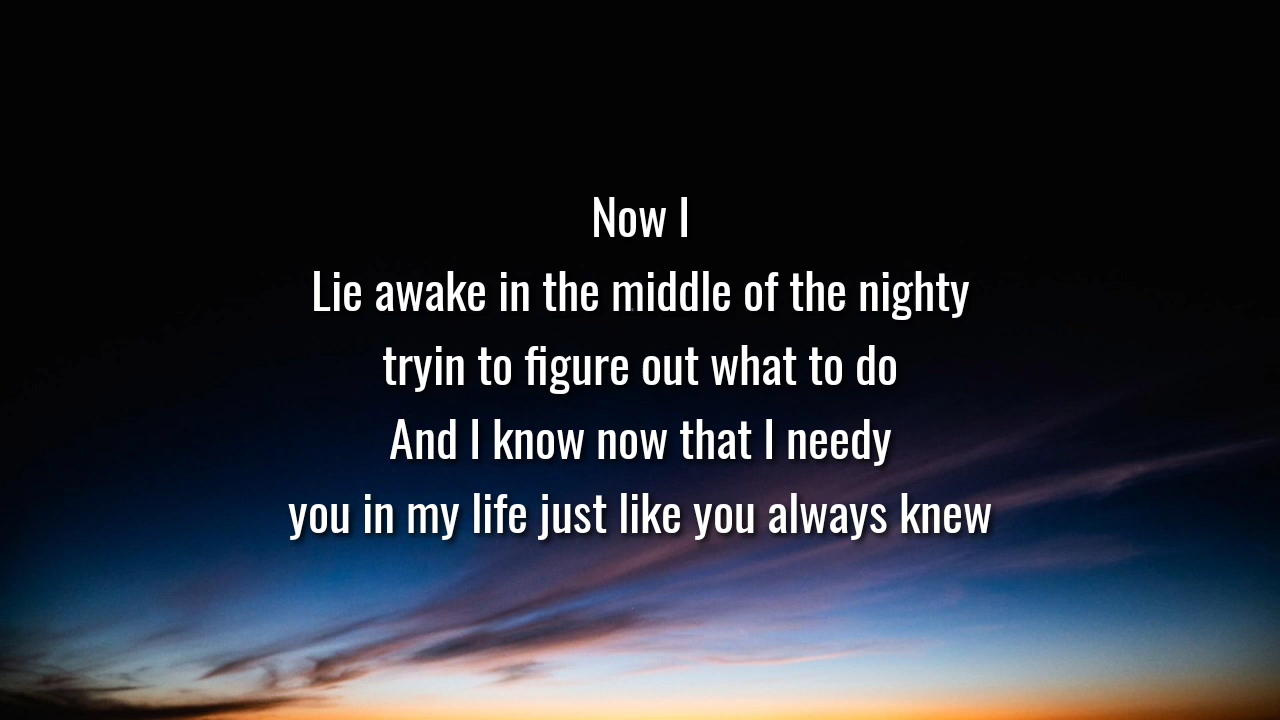 Now I
Lie awake in the middle of the nighty
tryin to figure out what to do
And I know now that I needy
you in my life just like you always knew